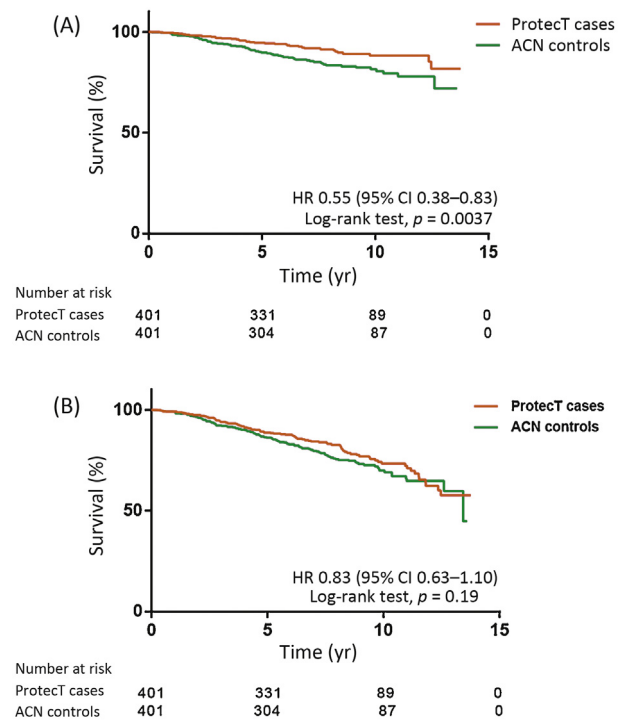 (A)
ProtecT cases
ACN controls
100
50
0
Survival (%)
HR 0.55 (95% CI 0.38–0.83)
Log-rank test, p = 0.0037
0 5 10 15
Time (yr)
Number at risk
ProtecT cases 401 331 89 0
ACN controls 401 304 87 0
(B)
ProtecT cases
ACN controls
100
50
0
Survival (%)
HR 0.83 (95% CI 0.63–1.10)
Log-rank test, p = 0.19
0 5 10 15
Time (yr)
Number at risk
ProtecT cases 401 331 89 0
ACN controls 401 304 87 0